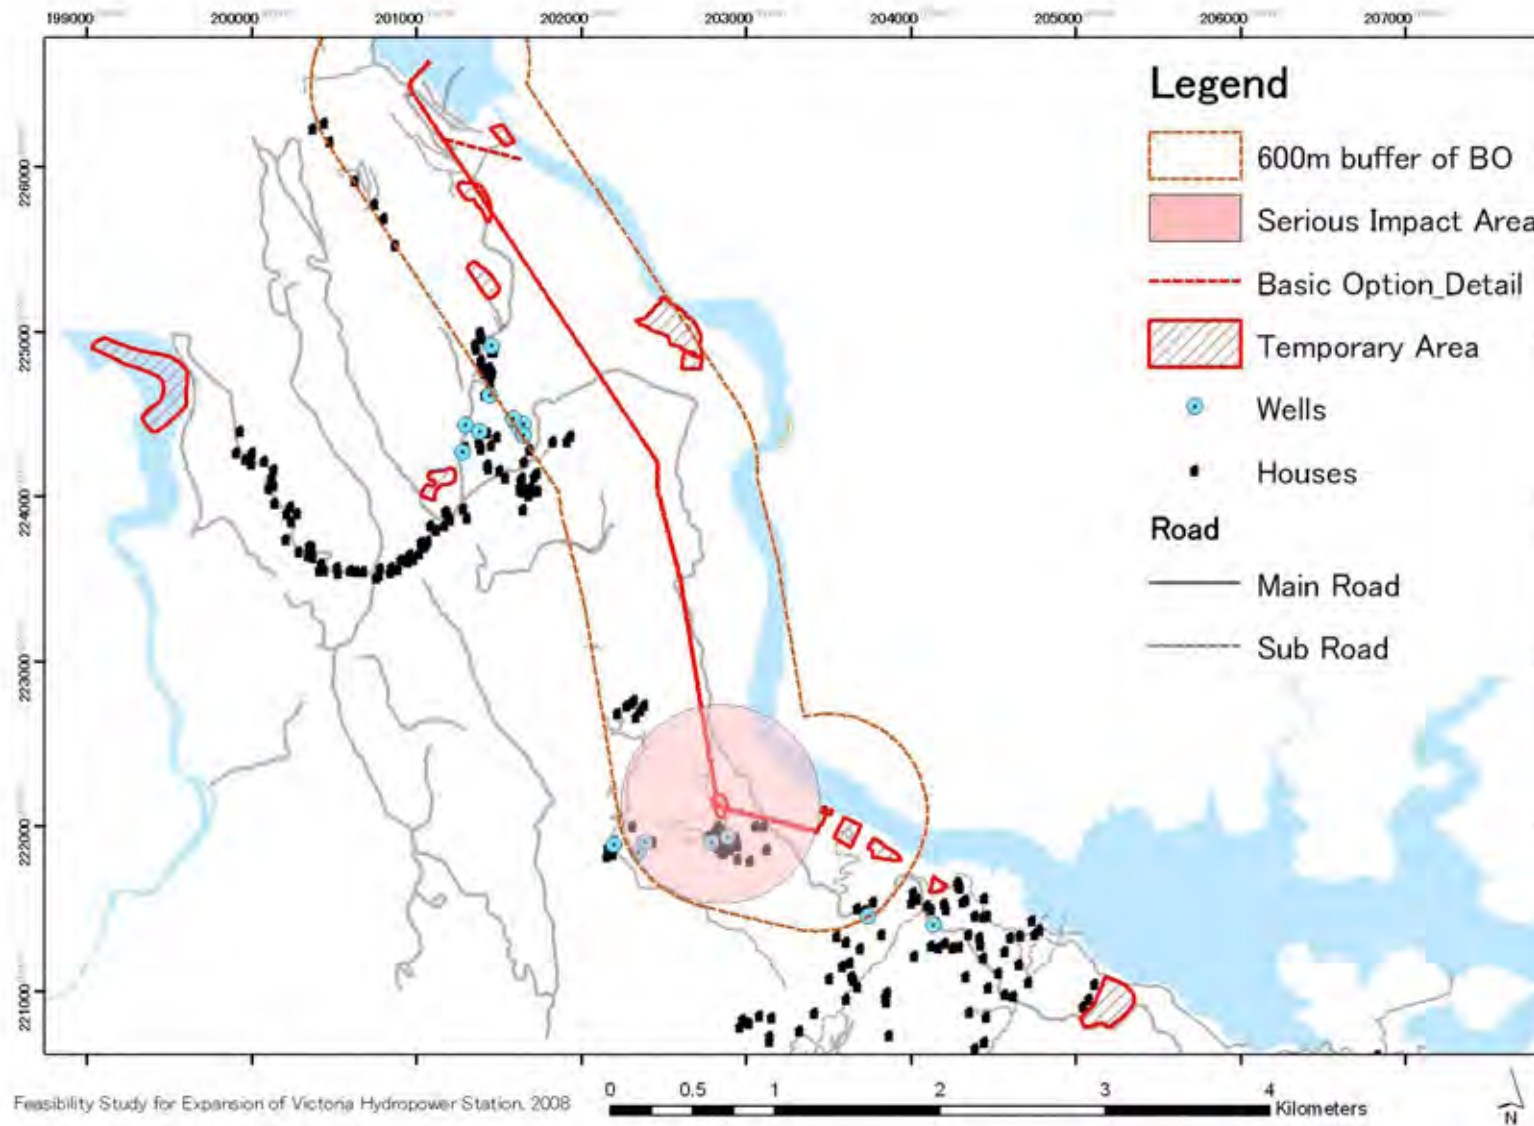 199000 200000 201000 202000 203000 204000 205000 206000 207000
Legend
600m buffer of BO
Serious Impact Area
Basic Option_Detail
Temporary Area
Wells
Houses
Road
Main Road
Sub Road
226000
225000
224000
223000
222000
221000
0 0.5 1 2 3 4
Kilometers
N
Feasibility Study for Expansion of Victoria Hydropower Station, 2008